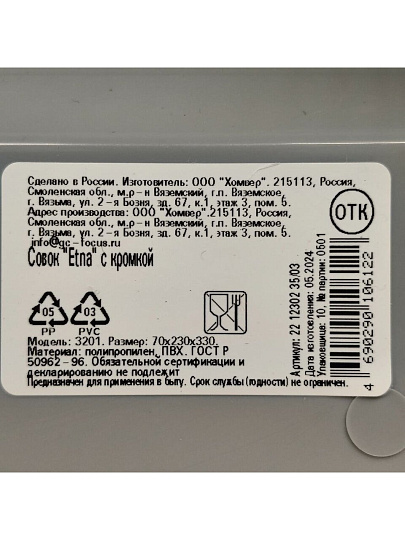 Сделано в России. Изготовитель: ООО "Хомвер". 215113, Россия,
Смоленская обл., м.р-н Вяземский, г.п. Вяземское,
г. Вязьма, ул. 2-я Бозня, зд. 67, к.1, этаж 3, пом. 5.
Адрес производства: ООО "Хомвер".215113, Россия,
Смоленская обл., м.р-н Вяземский, г.п. Вяземское,
г. Вязьма, ул. 2-я Бозня, зд. 67, к.1, этаж 3, пом. 5.
info@gc-focus.ru
Совок "Etna" с кромкой
ОТК
05
PP
03
PVC
Модель: 3201. Размер: 70х230х330.
Материал: полипропилен, ПВХ. ГОСТ Р
50962-96. Обязательной сертификации и
декларированию не подлежит
Предназначен для применения в быту. Срок службы (годности) не ограничен.
Артикул: 22 12302 35,03
Дата изготовления: 05.2024.
Упаковщица: 10. № партии: 0501
4 690290 106122